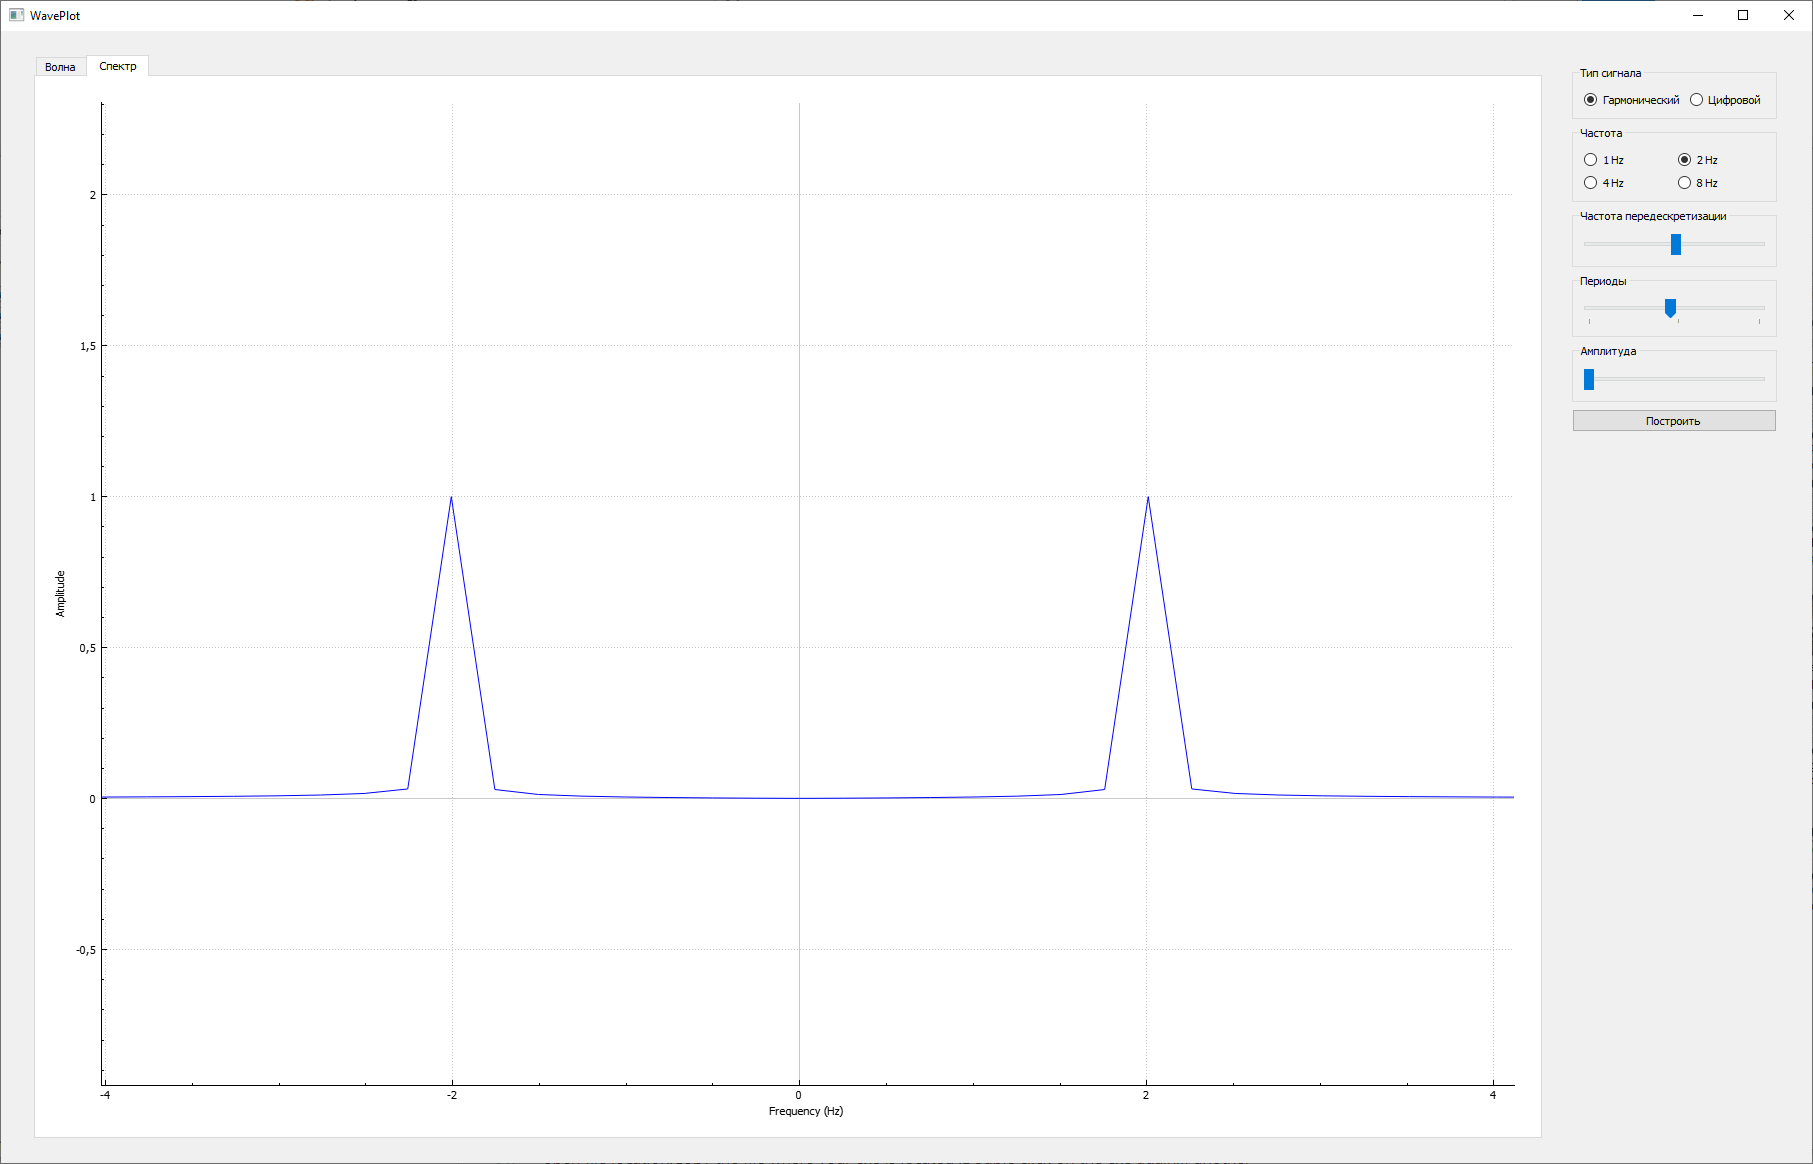 WavePlot
Волна Спектр
2
1,5
1
0,5
0
-0,5
Amplitude
-4 -2 0 2 4
Frequency (Hz)
Тип сигнала
Гармонический Цифровой
Частота
1 Hz 2 Hz
4 Hz 8 Hz
Частота передескретизации
Периоды
Амплитуда
Построить